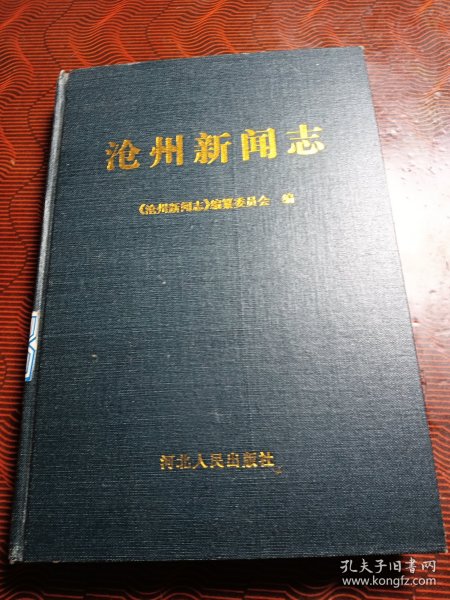 沧州新闻志
《沧州新闻志》编纂委员会 编
河北人民出版社
孔夫子旧书网
www.kongfz.com